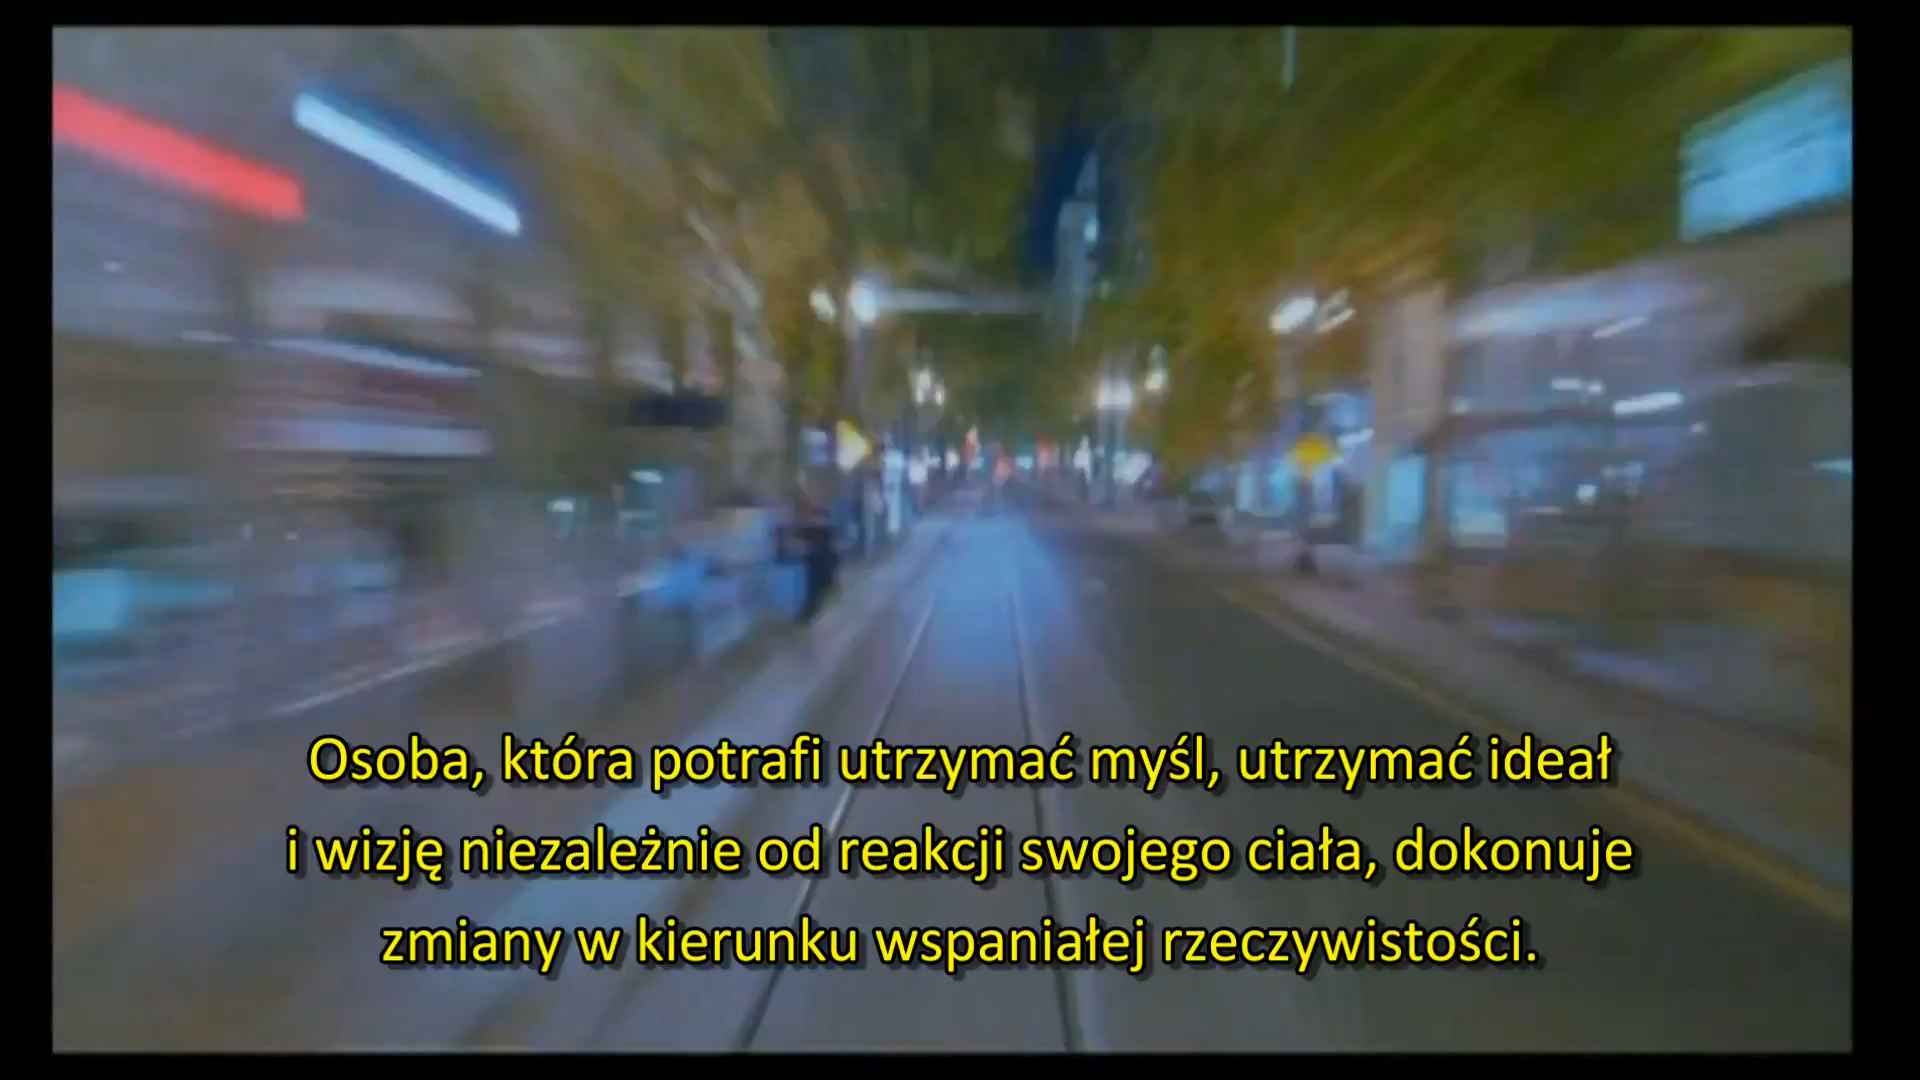 Osoba, która potrafi utrzymać myśl, utrzymać ideał
i wizję niezależnie od reakcji swojego ciała, dokonuje
zmiany w kierunku wspaniałej rzeczywistości.